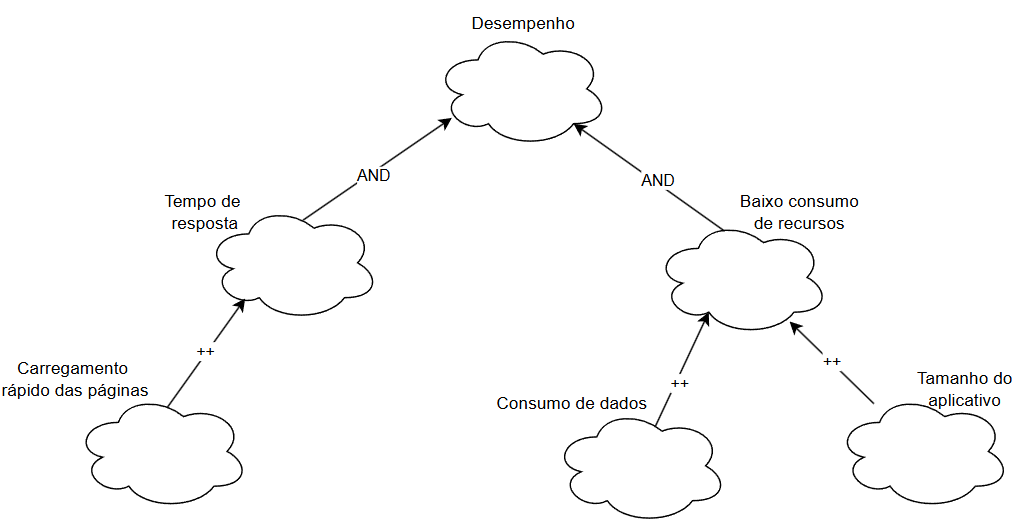 Desempenho
AND
AND
Tempo de
resposta
Baixo consumo
de recursos
++
++
++
Carregamento
rápido das páginas
Consumo de dados
Tamanho do
aplicativo